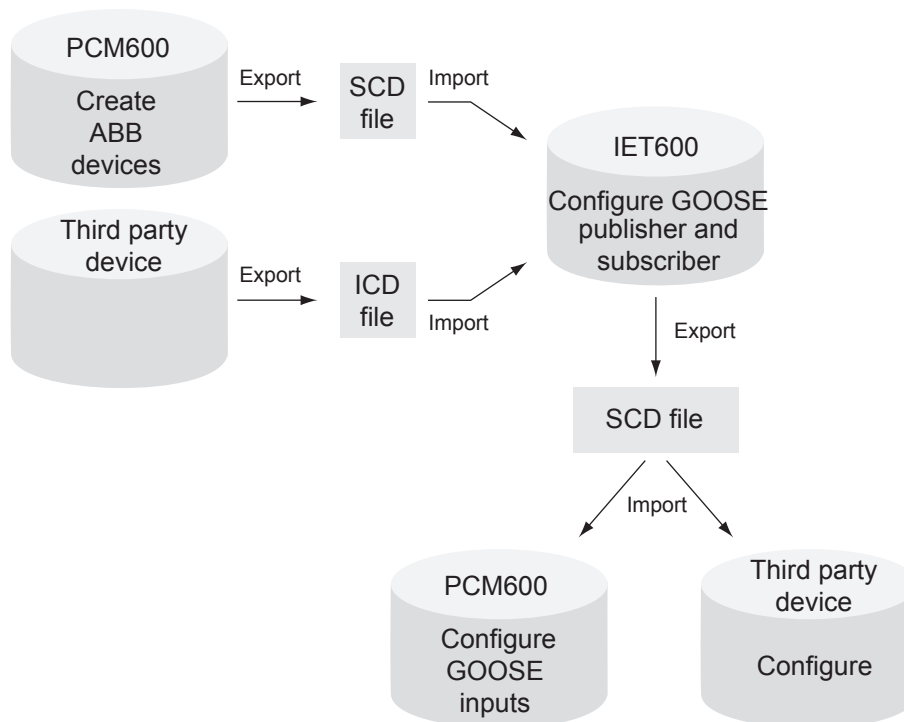 PCM600
Create
ABB
devices
Export
SCD
file
Import
IET600
Configure GOOSE
publisher and
subscriber
Third party
device
Export
ICD
file
Import
Export
SCD file
Import
PCM600
Configure
GOOSE
inputs
Third party
device
Configure